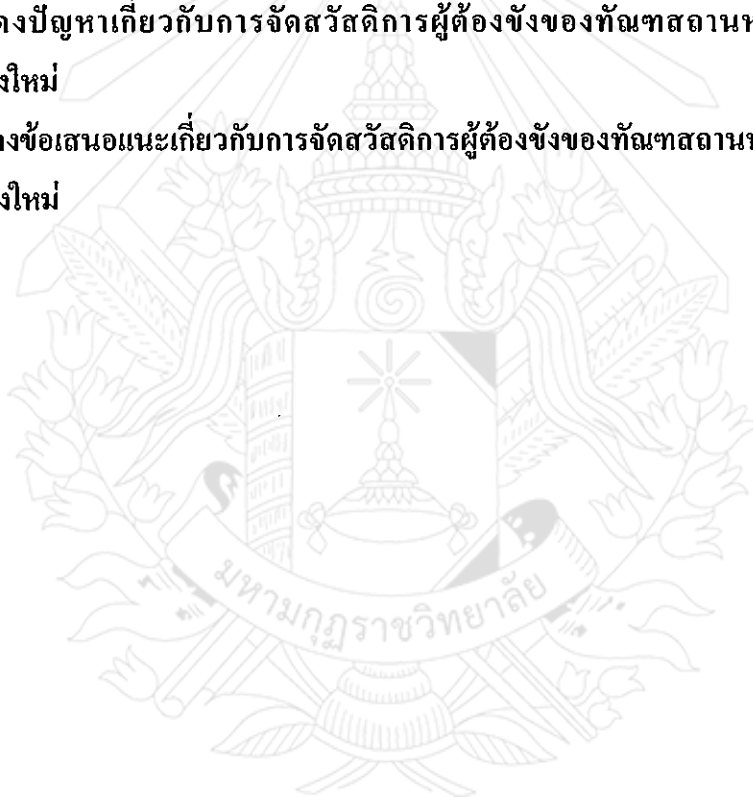 ดงปัญหาเกี่ยวกับการจัดสวัสดิการผู้ต้องขังของทัณฑสถานห
งใหม่
างข้อเสนอแนะเกี่ยวกับการจัดสวัสดิการผู้ต้องขังของทัณฑสถานห
งใหม่
มหามกุฏราชวิทยาลัย